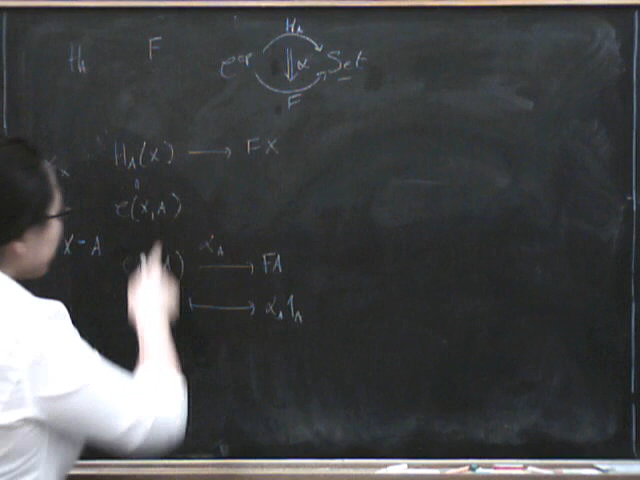 H_A F
C^op H_A ⇓α F Set
H_A(X) ⟶ FX
C(X,A)
X - A
α_A ⟶ FA
⟼ α_A 1_A